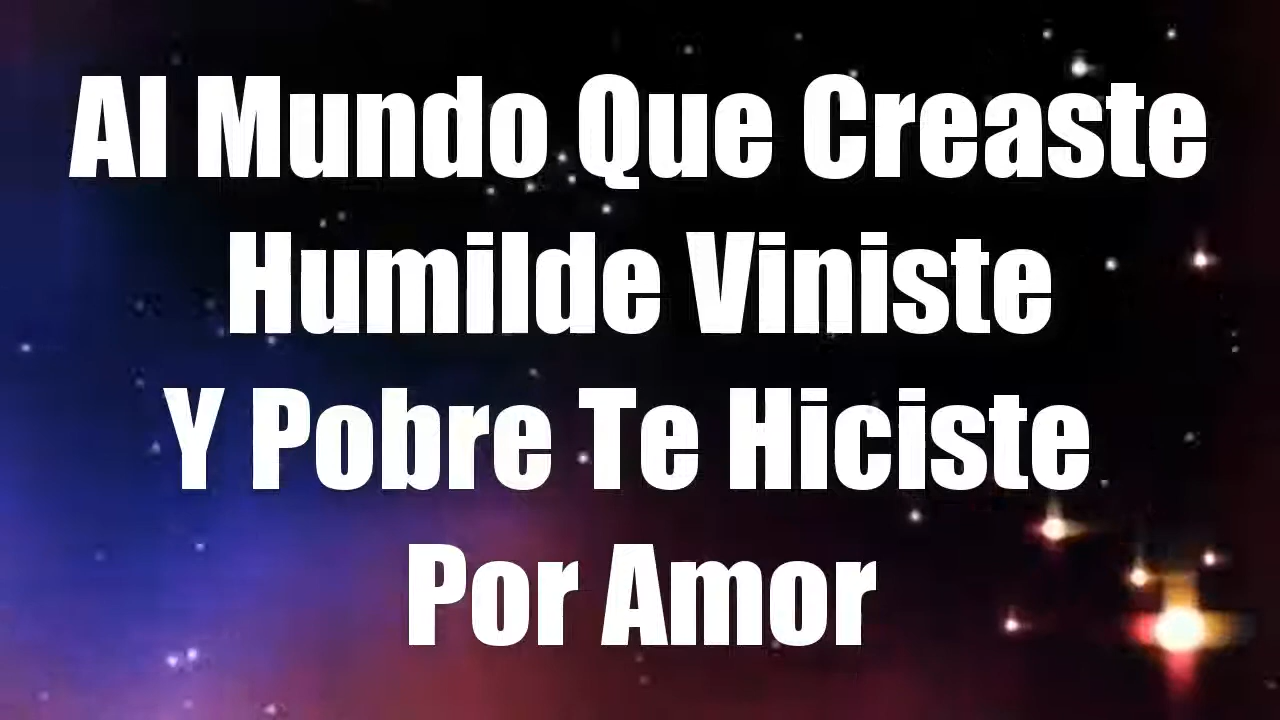 Al Mundo Que Creaste
Humilde Viniste
Y Pobre Te Hiciste
Por Amor